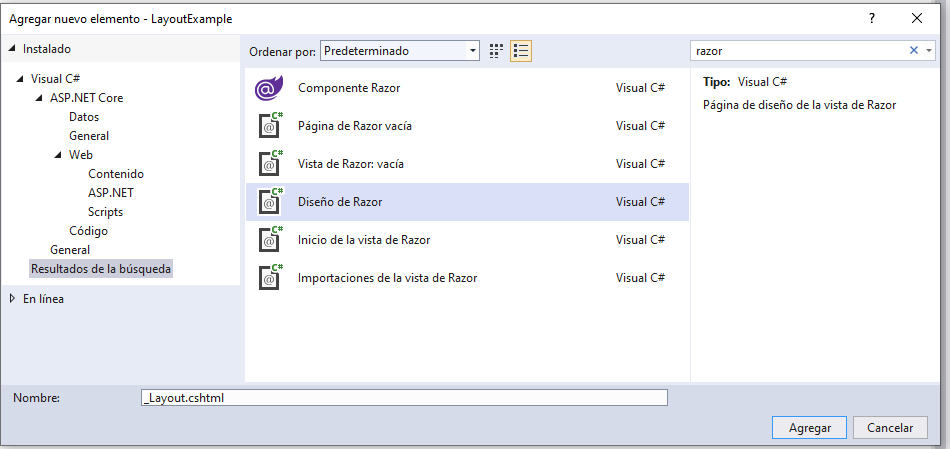 Agregar nuevo elemento - LayoutExample
?
Instalado
Ordenar por: Predeterminado
razor
Visual C#
ASP.NET Core
Datos
General
Web
Contenido
ASP.NET
Scripts
Código
General
Resultados de la búsqueda
En línea
Componente Razor Visual C#
C# @ Página de Razor vacía Visual C#
C# @ Vista de Razor: vacía Visual C#
C# @ Diseño de Razor Visual C#
C# @ Inicio de la vista de Razor Visual C#
C# @ Importaciones de la vista de Razor Visual C#
Tipo: Visual C#
Página de diseño de la vista de Razor
Nombre: _Layout.cshtml
Agregar Cancelar